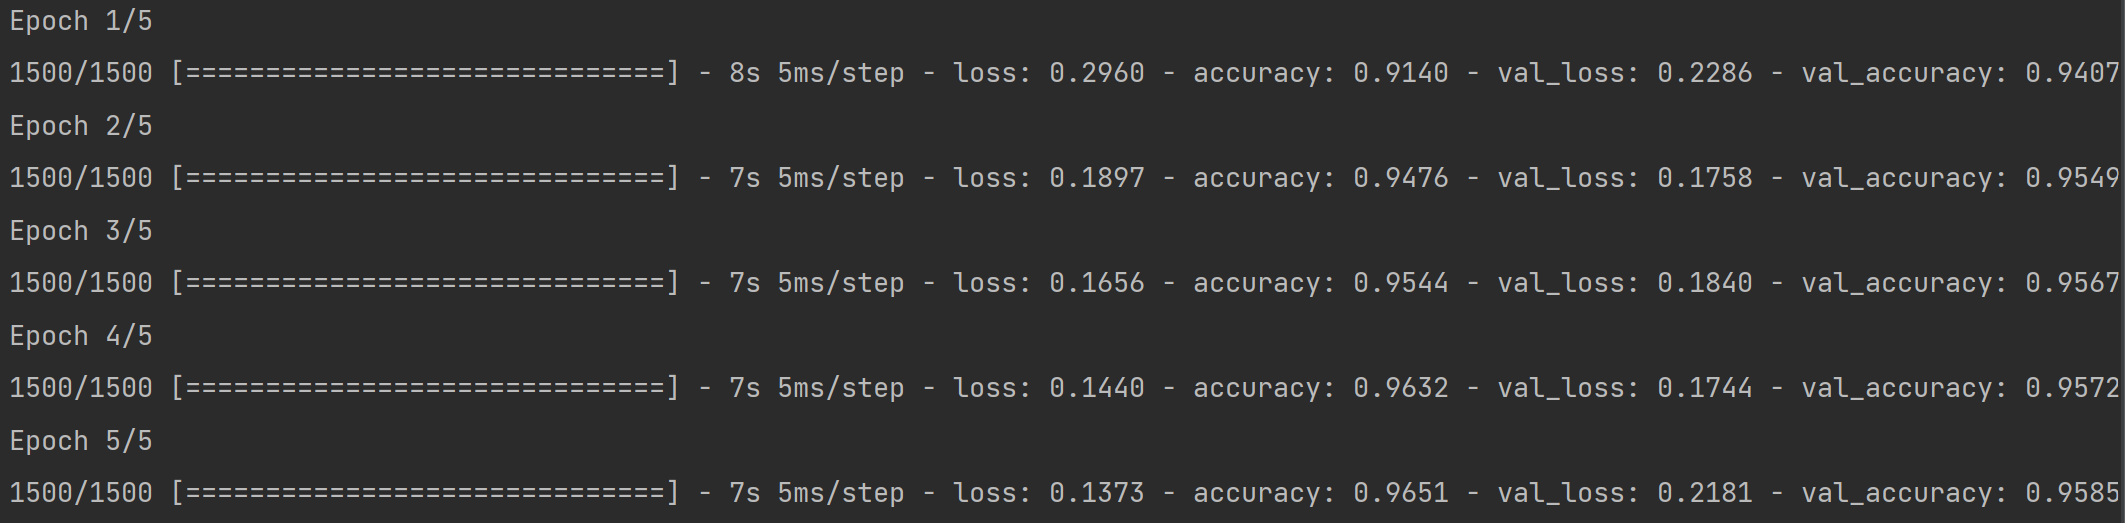 Epoch 1/5
1500/1500 [==============================] - 8s 5ms/step - loss: 0.2960 - accuracy: 0.9140 - val_loss: 0.2286 - val_accuracy: 0.9407
Epoch 2/5
1500/1500 [==============================] - 7s 5ms/step - loss: 0.1897 - accuracy: 0.9476 - val_loss: 0.1758 - val_accuracy: 0.9549
Epoch 3/5
1500/1500 [==============================] - 7s 5ms/step - loss: 0.1656 - accuracy: 0.9544 - val_loss: 0.1840 - val_accuracy: 0.9567
Epoch 4/5
1500/1500 [==============================] - 7s 5ms/step - loss: 0.1440 - accuracy: 0.9632 - val_loss: 0.1744 - val_accuracy: 0.9572
Epoch 5/5
1500/1500 [==============================] - 7s 5ms/step - loss: 0.1373 - accuracy: 0.9651 - val_loss: 0.2181 - val_accuracy: 0.9585